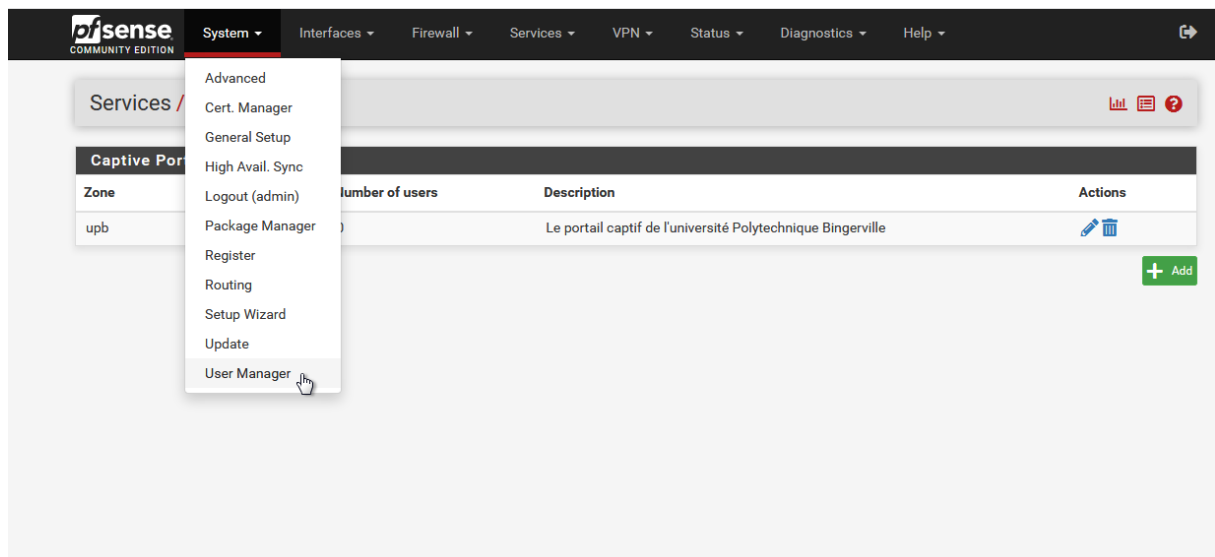 pfsense System Interfaces Firewall Services VPN Status Diagnostics Help
COMMUNITY EDITION
Services /
Advanced
Cert. Manager
General Setup
High Avail. Sync
Logout (admin)
Package Manager
Register
Routing
Setup Wizard
Update
User Manager
Captive
Zone Number of users Description Actions
upb 0 Le portail captif de l'université Polytechnique Bingerville
Add